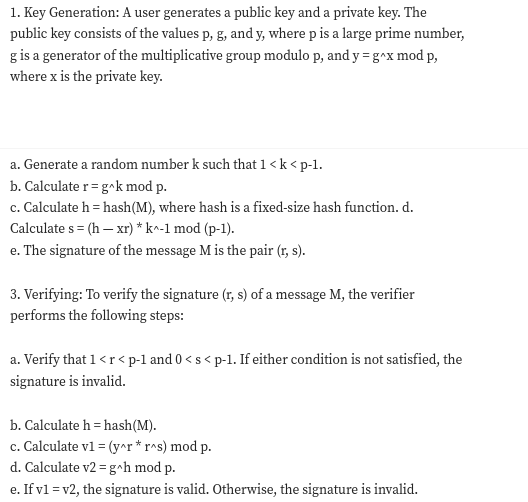 1. Key Generation: A user generates a public key and a private key. The
public key consists of the values p, g, and y, where p is a large prime number,
g is a generator of the multiplicative group modulo p, and y = g^x mod p,
where x is the private key.
a. Generate a random number k such that 1 < k < p-1.
b. Calculate r = g^k mod p.
c. Calculate h = hash(M), where hash is a fixed-size hash function. d.
Calculate s = (h — xr) * k^-1 mod (p-1).
e. The signature of the message M is the pair (r, s).
3. Verifying: To verify the signature (r, s) of a message M, the verifier
performs the following steps:
a. Verify that 1 < r < p-1 and 0 < s < p-1. If either condition is not satisfied, the
signature is invalid.
b. Calculate h = hash(M).
c. Calculate v1 = (y^r * r^s) mod p.
d. Calculate v2 = g^h mod p.
e. If v1 = v2, the signature is valid. Otherwise, the signature is invalid.